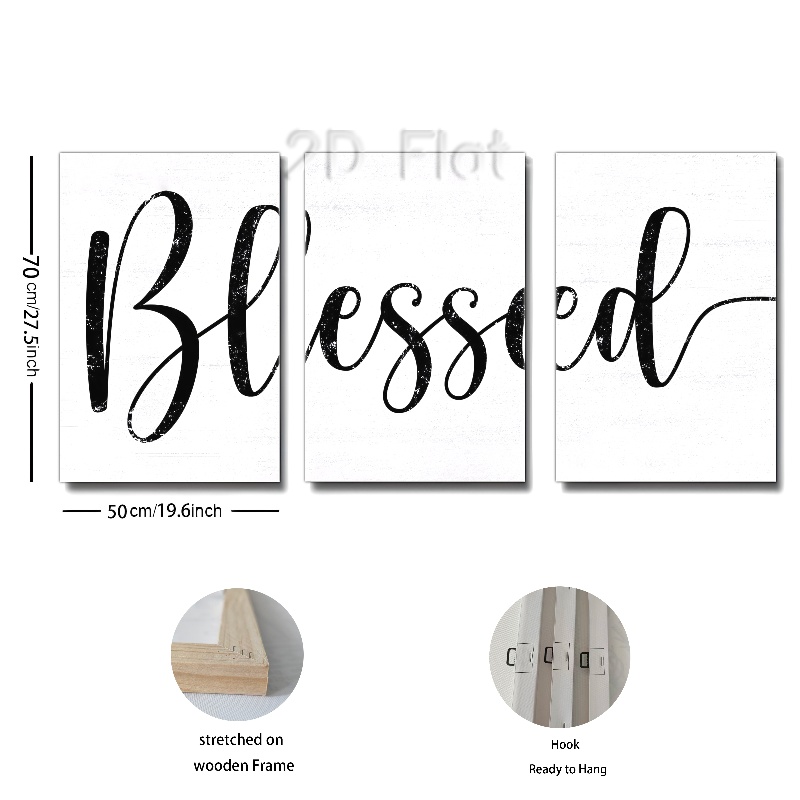 2D Flat
Blessed
70 cm/27.5inch
50cm/19.6inch
stretched on
wooden Frame
Hook
Ready to Hang